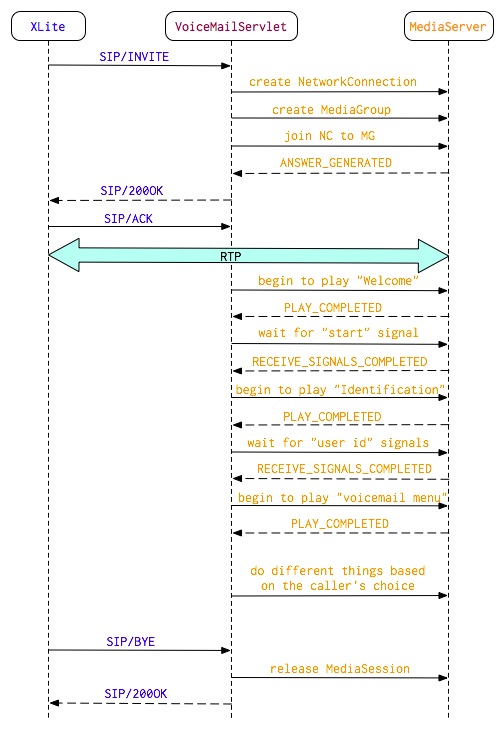 XLite
VoiceMailServlet
MediaServer
SIP/INVITE
create NetworkConnection
create MediaGroup
join NC to MG
ANSWER_GENERATED
SIP/200OK
SIP/ACK
RTP
begin to play "Welcome"
PLAY_COMPLETED
wait for "start" signal
RECEIVE_SIGNALS_COMPLETED
begin to play "Identification"
PLAY_COMPLETED
wait for "user id" signals
RECEIVE_SIGNALS_COMPLETED
begin to play "voicemail menu"
PLAY_COMPLETED
do different things based
on the caller's choice
SIP/BYE
release MediaSession
SIP/200OK